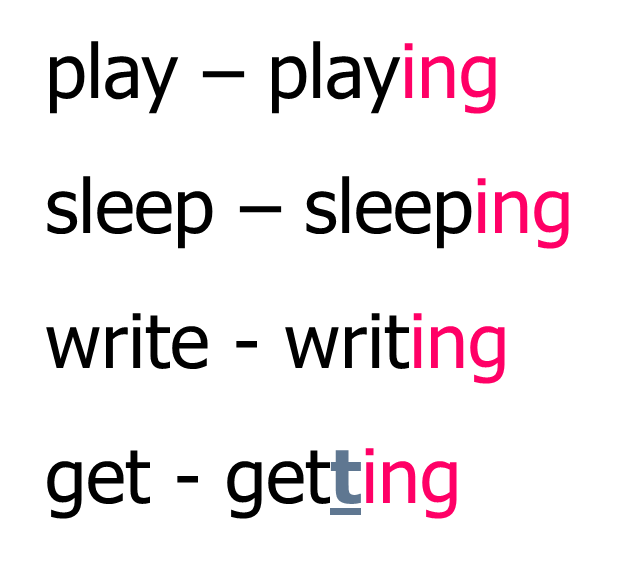 play – playing
sleep – sleeping
write - writing
get - getting